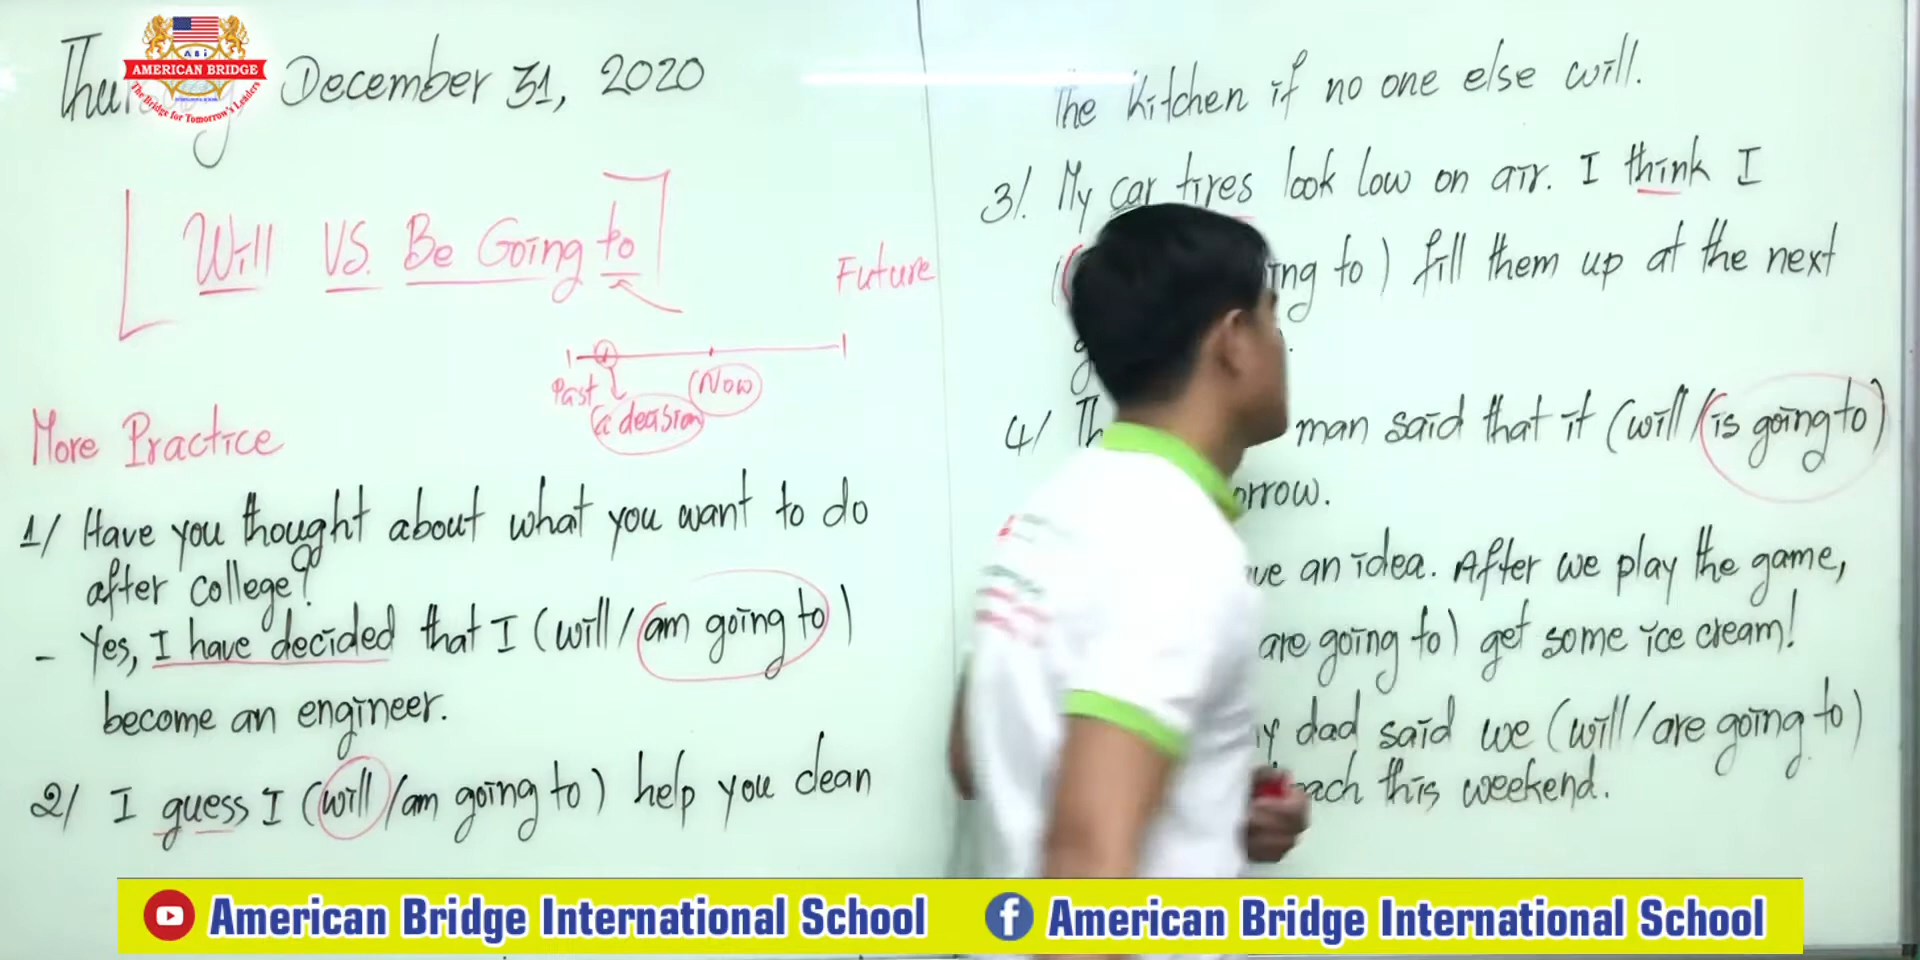 AMERICAN BRIDGE
The Bridge for Tomorrow's Leaders
December 31, 2020
Will VS. Be Going to
Future
Past
Now
a decision
More Practice
1/ Have you thought about what you want to do
after college?
- Yes, I have decided that I (will / am going to)
become an engineer.
2/ I guess I (will / am going to) help you clean
The Kitchen if no one else will.
3/. My car tires look low on air. I think I
ing to) fill them up at the next
4/ Th man said that it (will / is going to)
orrow.
ve an idea. After we play the game,
are going to) get some ice cream!
y dad said we (will / are going to)
each this weekend.
American Bridge International School
American Bridge International School